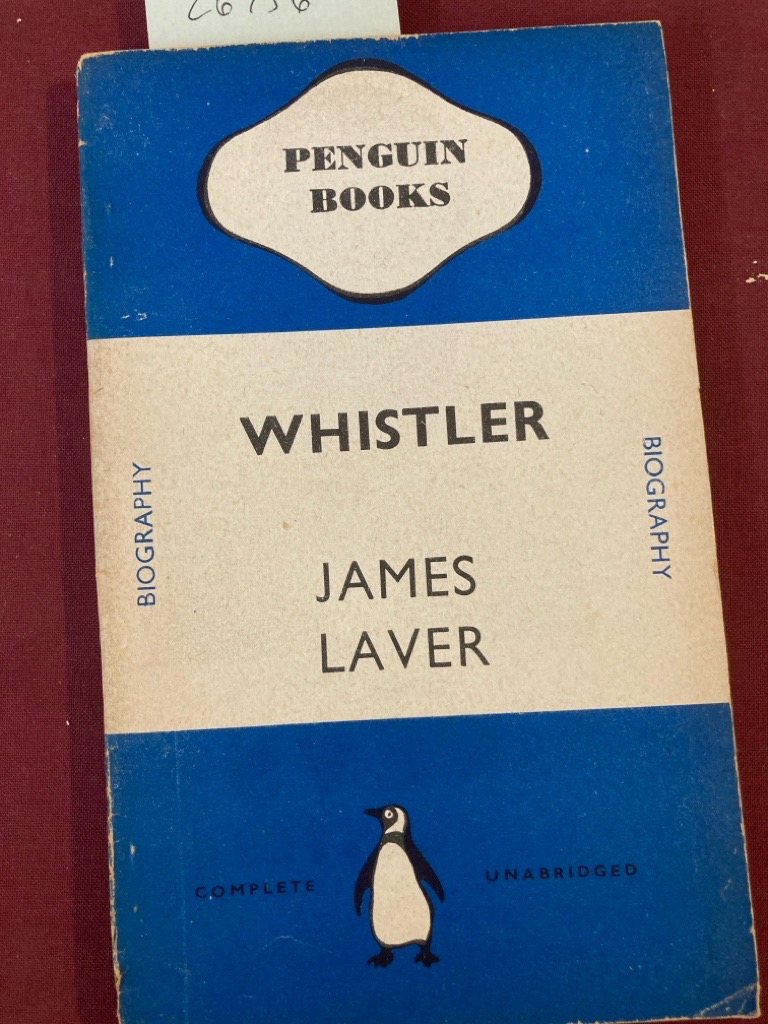 PENGUIN
BOOKS
WHISTLER
BIOGRAPHY
BIOGRAPHY
JAMES
LAVER
COMPLETE
UNABRIDGED